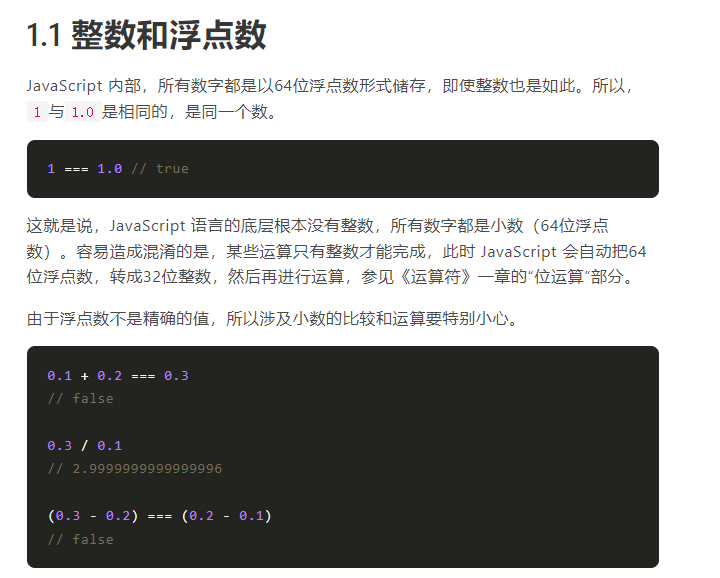 1.1 整数和浮点数
JavaScript 内部，所有数字都是以64位浮点数形式储存，即使整数也是如此。所以，
1 与 1.0 是相同的，是同一个数。
1 === 1.0 // true
这就是说，JavaScript 语言的底层根本没有整数，所有数字都是小数（64位浮点
数）。容易造成混淆的是，某些运算只有整数才能完成，此时 JavaScript 会自动把64
位浮点数，转成32位整数，然后再进行运算，参见《运算符》一章的“位运算”部分。
由于浮点数不是精确的值，所以涉及小数的比较和运算要特别小心。
0.1 + 0.2 === 0.3
// false
0.3 / 0.1
// 2.9999999999999996
(0.3 - 0.2) === (0.2 - 0.1)
// false